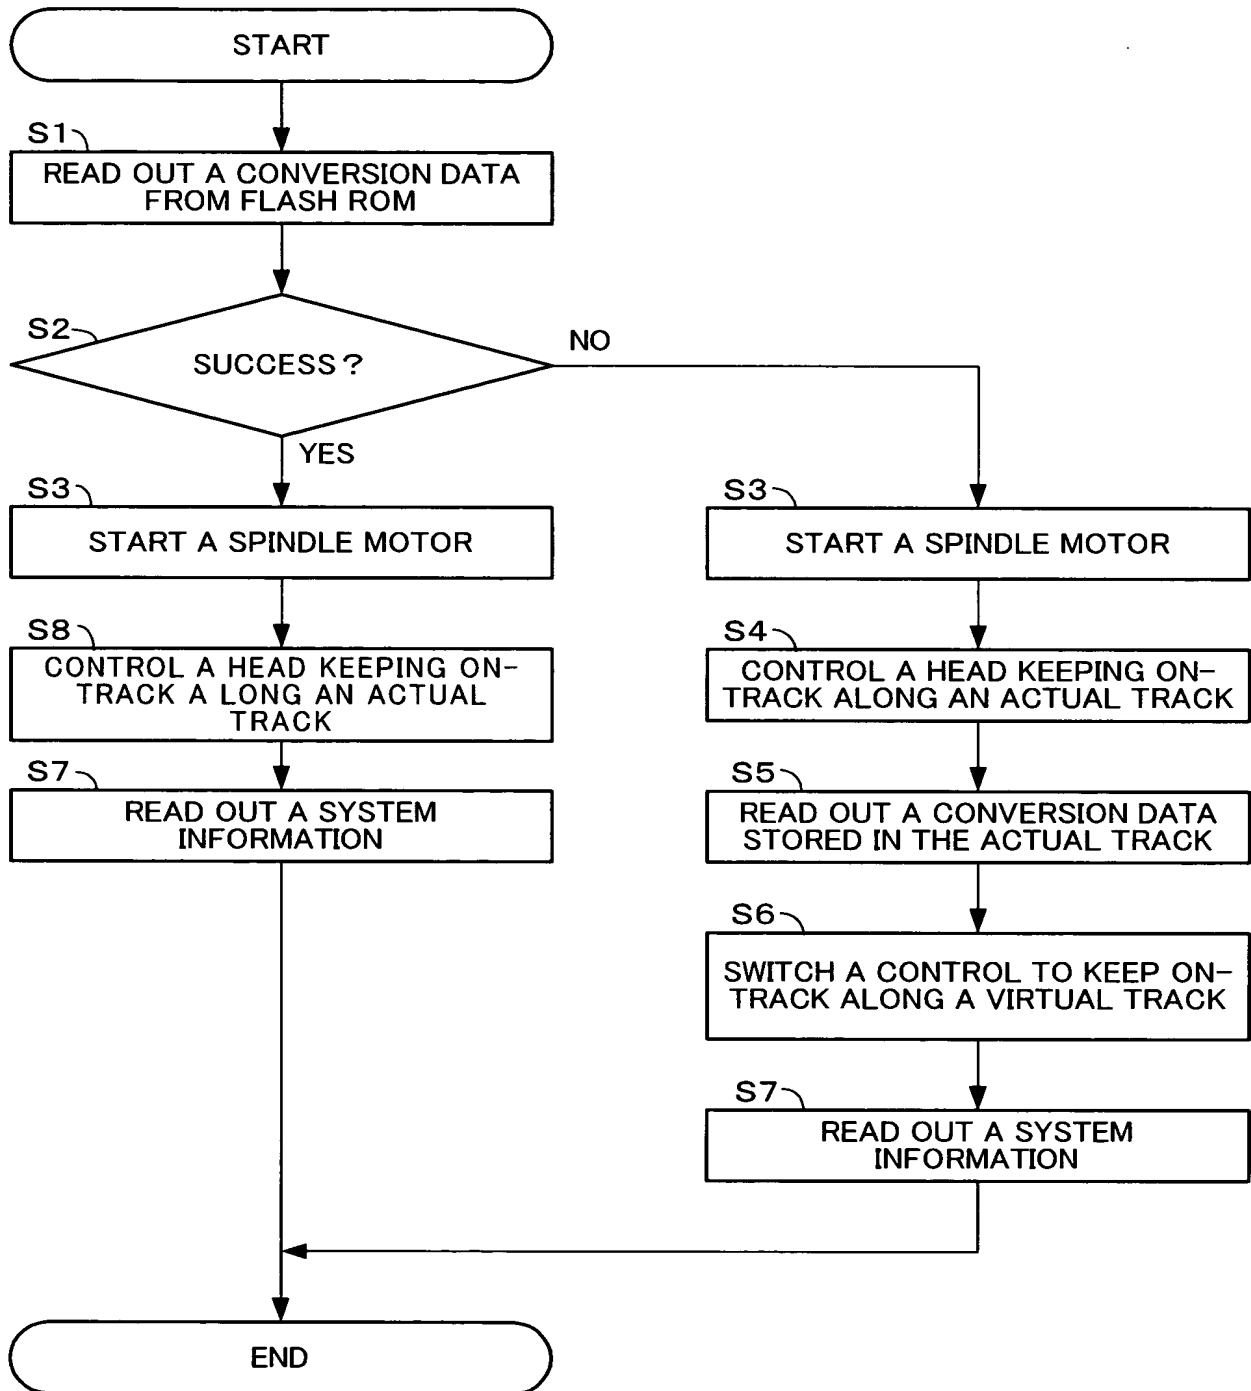 START
S1
READ OUT A CONVERSION DATA
FROM FLASH ROM
S2
SUCCESS?
NO
YES
S3
START A SPINDLE MOTOR
S8
CONTROL A HEAD KEEPING ON-
TRACK A LONG AN ACTUAL
TRACK
S7
READ OUT A SYSTEM
INFORMATION
S3
START A SPINDLE MOTOR
S4
CONTROL A HEAD KEEPING ON-
TRACK ALONG AN ACTUAL TRACK
S5
READ OUT A CONVERSION DATA
STORED IN THE ACTUAL TRACK
S6
SWITCH A CONTROL TO KEEP ON-
TRACK ALONG A VIRTUAL TRACK
S7
READ OUT A SYSTEM
INFORMATION
END